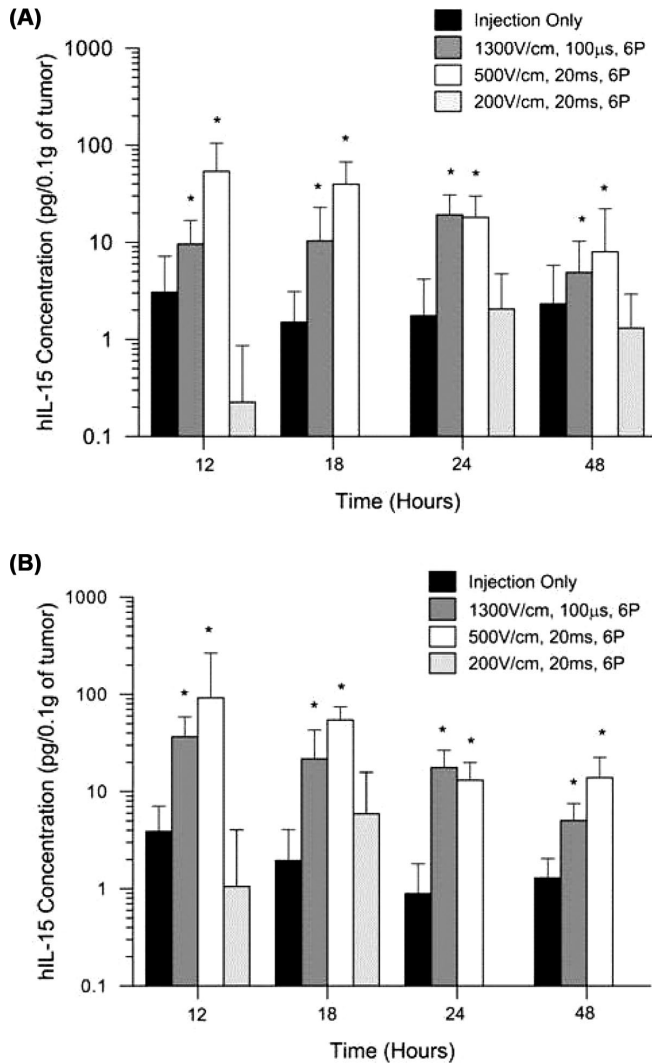 (A)
Injection Only
1300V/cm, 100µs, 6P
500V/cm, 20ms, 6P
200V/cm, 20ms, 6P
hIL-15 Concentration (pg/0.1g of tumor)
1000
100
10
1
0.1
* * * * * * * *
12 18 24 48
Time (Hours)
(B)
Injection Only
1300V/cm, 100µs, 6P
500V/cm, 20ms, 6P
200V/cm, 20ms, 6P
hIL-15 Concentration (pg/0.1g of tumor)
1000
100
10
1
0.1
* * * * * * * *
12 18 24 48
Time (Hours)